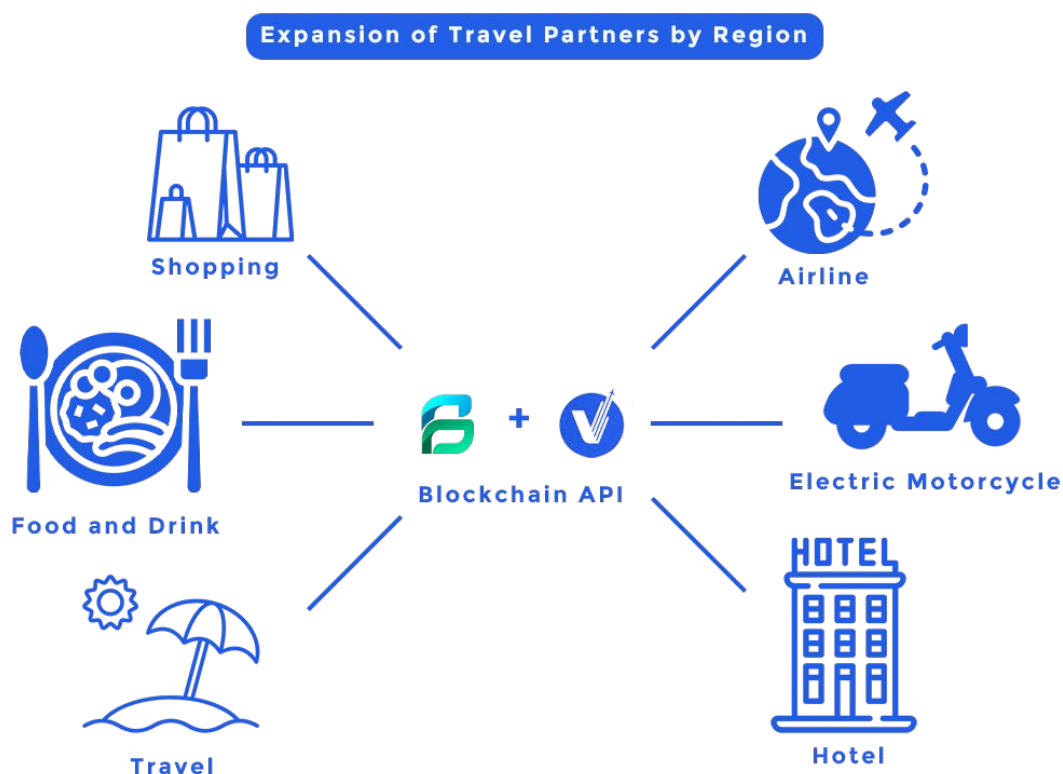 Expansion of Travel Partners by Region
Shopping
Airline
Food and Drink
+
Blockchain API
Electric Motorcycle
Travel
HOTEL
Hotel